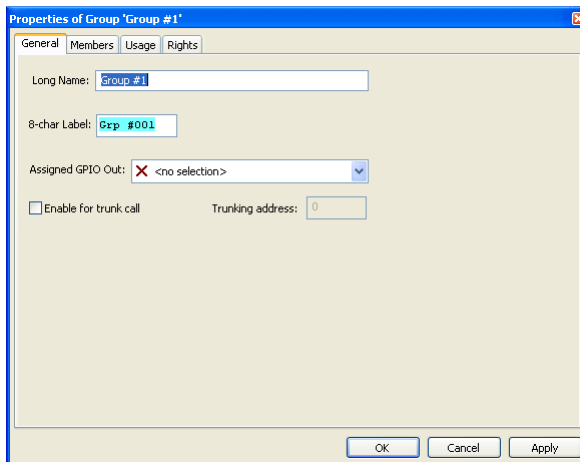 Properties of Group 'Group #1'
General Members Usage Rights
Long Name: Group #1
8-char Label: Grp #001
Assigned GPIO Out: <no selection>
Enable for trunk call Trunking address: 0
OK Cancel Apply